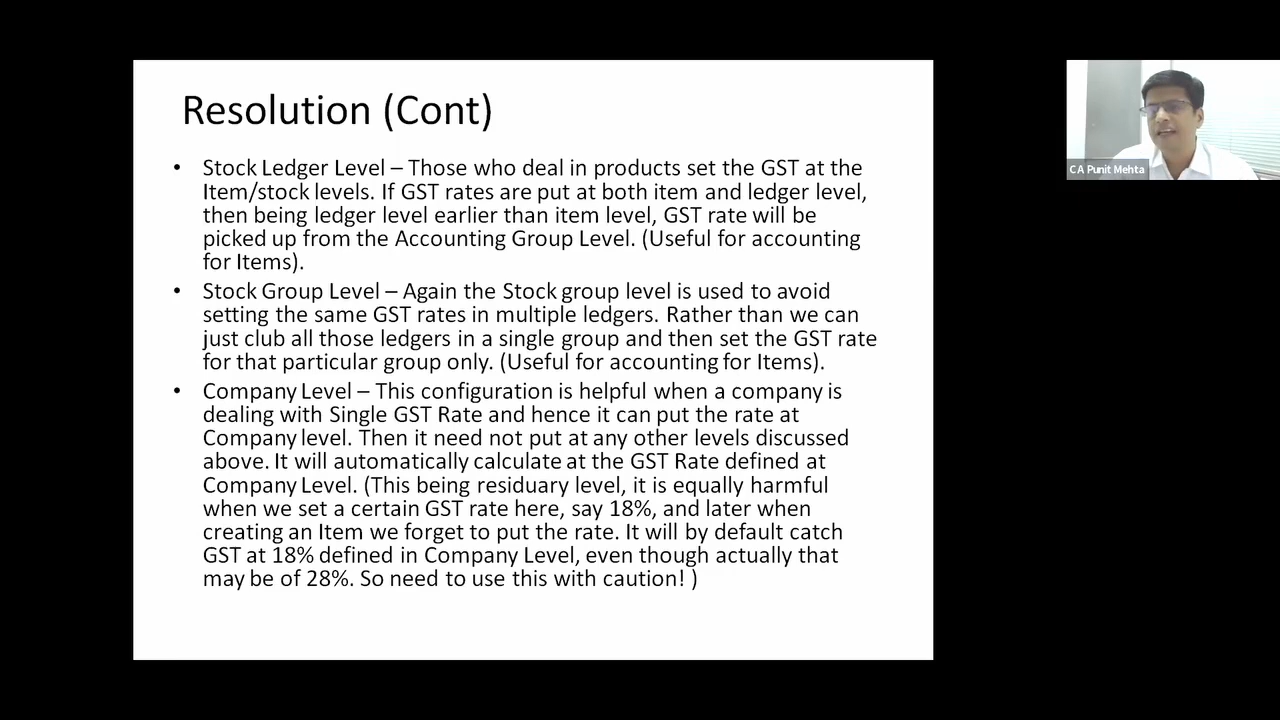 Resolution (Cont)
• Stock Ledger Level – Those who deal in products set the GST at the
Item/stock levels. If GST rates are put at both item and ledger level,
then being ledger level earlier than item level, GST rate will be
picked up from the Accounting Group Level. (Useful for accounting
for Items).
• Stock Group Level – Again the Stock group level is used to avoid
setting the same GST rates in multiple ledgers. Rather than we can
just club all those ledgers in a single group and then set the GST rate
for that particular group only. (Useful for accounting for Items).
• Company Level – This configuration is helpful when a company is
dealing with Single GST Rate and hence it can put the rate at
Company level. Then it need not put at any other levels discussed
above. It will automatically calculate at the GST Rate defined at
Company Level. (This being residuary level, it is equally harmful
when we set a certain GST rate here, say 18%, and later when
creating an Item we forget to put the rate. It will by default catch
GST at 18% defined in Company Level, even though actually that
may be of 28%. So need to use this with caution! )
CA Punit Mehta